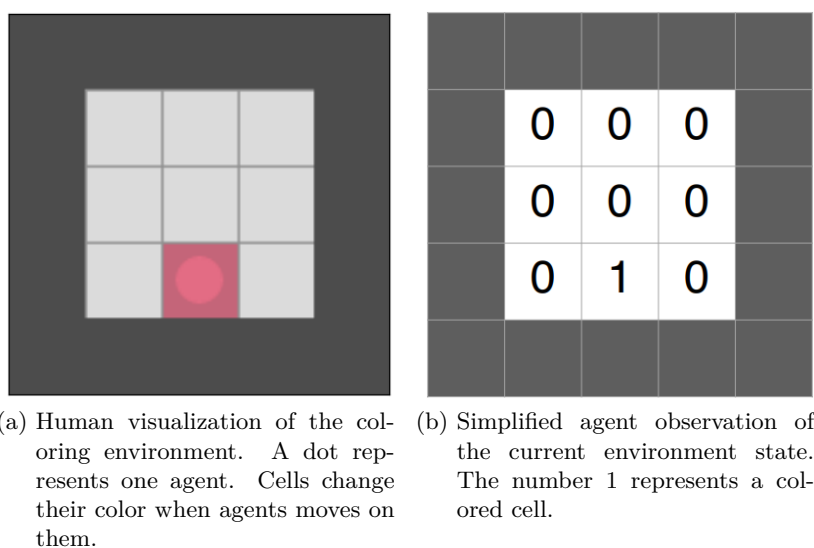 0 0 0
0 0 0
0 1 0
a) Human visualization of the col-
oring environment. A dot rep-
resents one agent. Cells change
their color when agents moves on
them.
(b) Simplified agent observation of
the current environment state.
The number 1 represents a col-
ored cell.